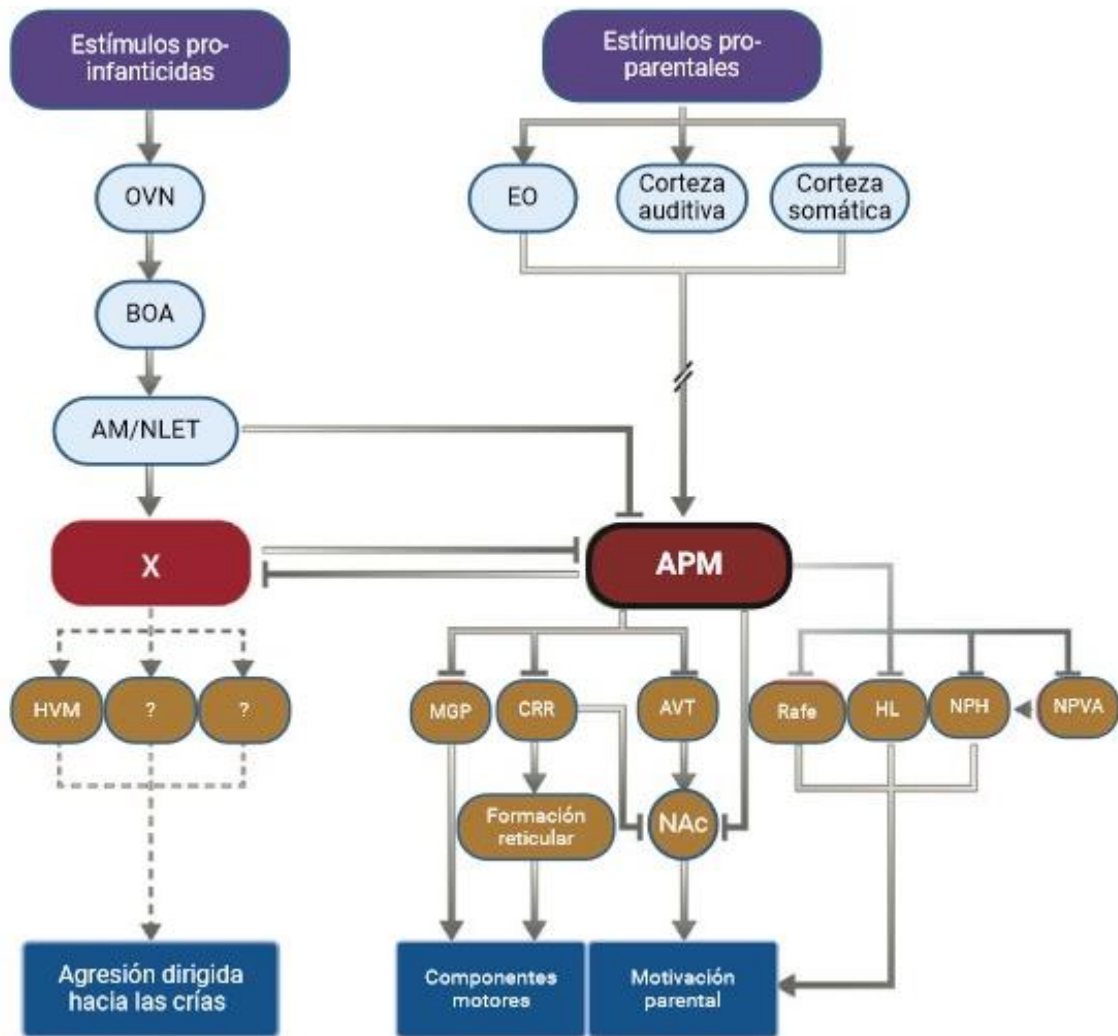 Estímulos pro-
infanticidas
Estímulos pro-
parentales
OVN
EO
Corteza
auditiva
Corteza
somática
BOA
AM/NLET
X
APM
HVM
?
?
MGP
CRR
AVT
Rafe
HL
NPH
NPVA
Formación
reticular
NAc
Agresión dirigida
hacia las crías
Componentes
motores
Motivación
parental